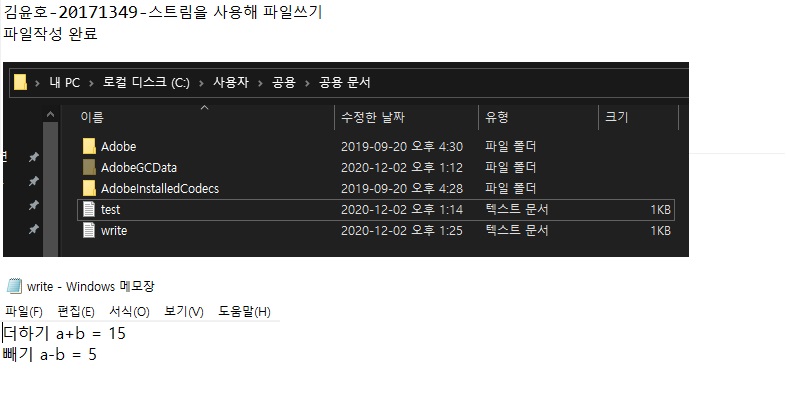 김윤호-20171349-스트림을 사용해 파일쓰기
파일작성 완료
내 PC > 로컬 디스크 (C:) > 사용자 > 공용 > 공용 문서
이름 수정한 날짜 유형 크기
Adobe 2019-09-20 오후 4:30 파일 폴더
AdobeGCData 2020-12-02 오후 1:12 파일 폴더
AdobeInstalledCodecs 2019-09-20 오후 4:28 파일 폴더
test 2020-12-02 오후 1:14 텍스트 문서 1KB
write 2020-12-02 오후 1:25 텍스트 문서 1KB
write - Windows 메모장
파일(F) 편집(E) 서식(O) 보기(V) 도움말(H)
더하기 a+b = 15
빼기 a-b = 5